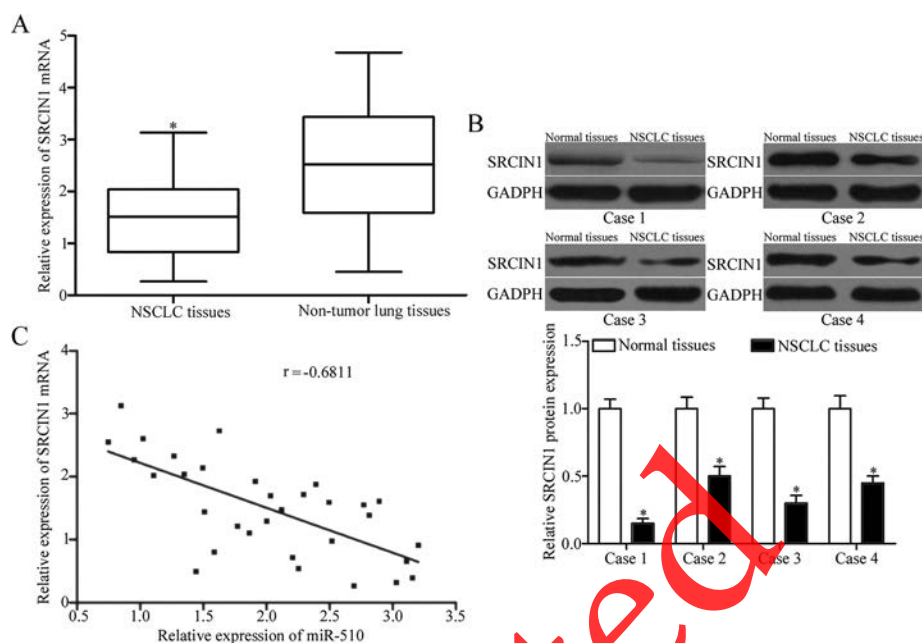 A
Relative expression of SRCIN1 mRNA
5
4
3
2
1
0
*
NSCLC tissues
Non-tumor lung tissues
B
Normal tissues NSCLC tissues
SRCIN1
GADPH
Case 1
Normal tissues NSCLC tissues
SRCIN1
GADPH
Case 2
Normal tissues NSCLC tissues
SRCIN1
GADPH
Case 3
Normal tissues NSCLC tissues
SRCIN1
GADPH
Case 4
Normal tissues
NSCLC tissues
Relative SRCIN1 protein expression
1.0
0.5
0.0
*
*
*
*
Case 1
Case 2
Case 3
Case 4
C
Relative expression of SRCIN1 mRNA
4
3
2
1
0
r=-0.6811
0.5 1.0 1.5 2.0 2.5 3.0 3.5
Relative expression of miR-510